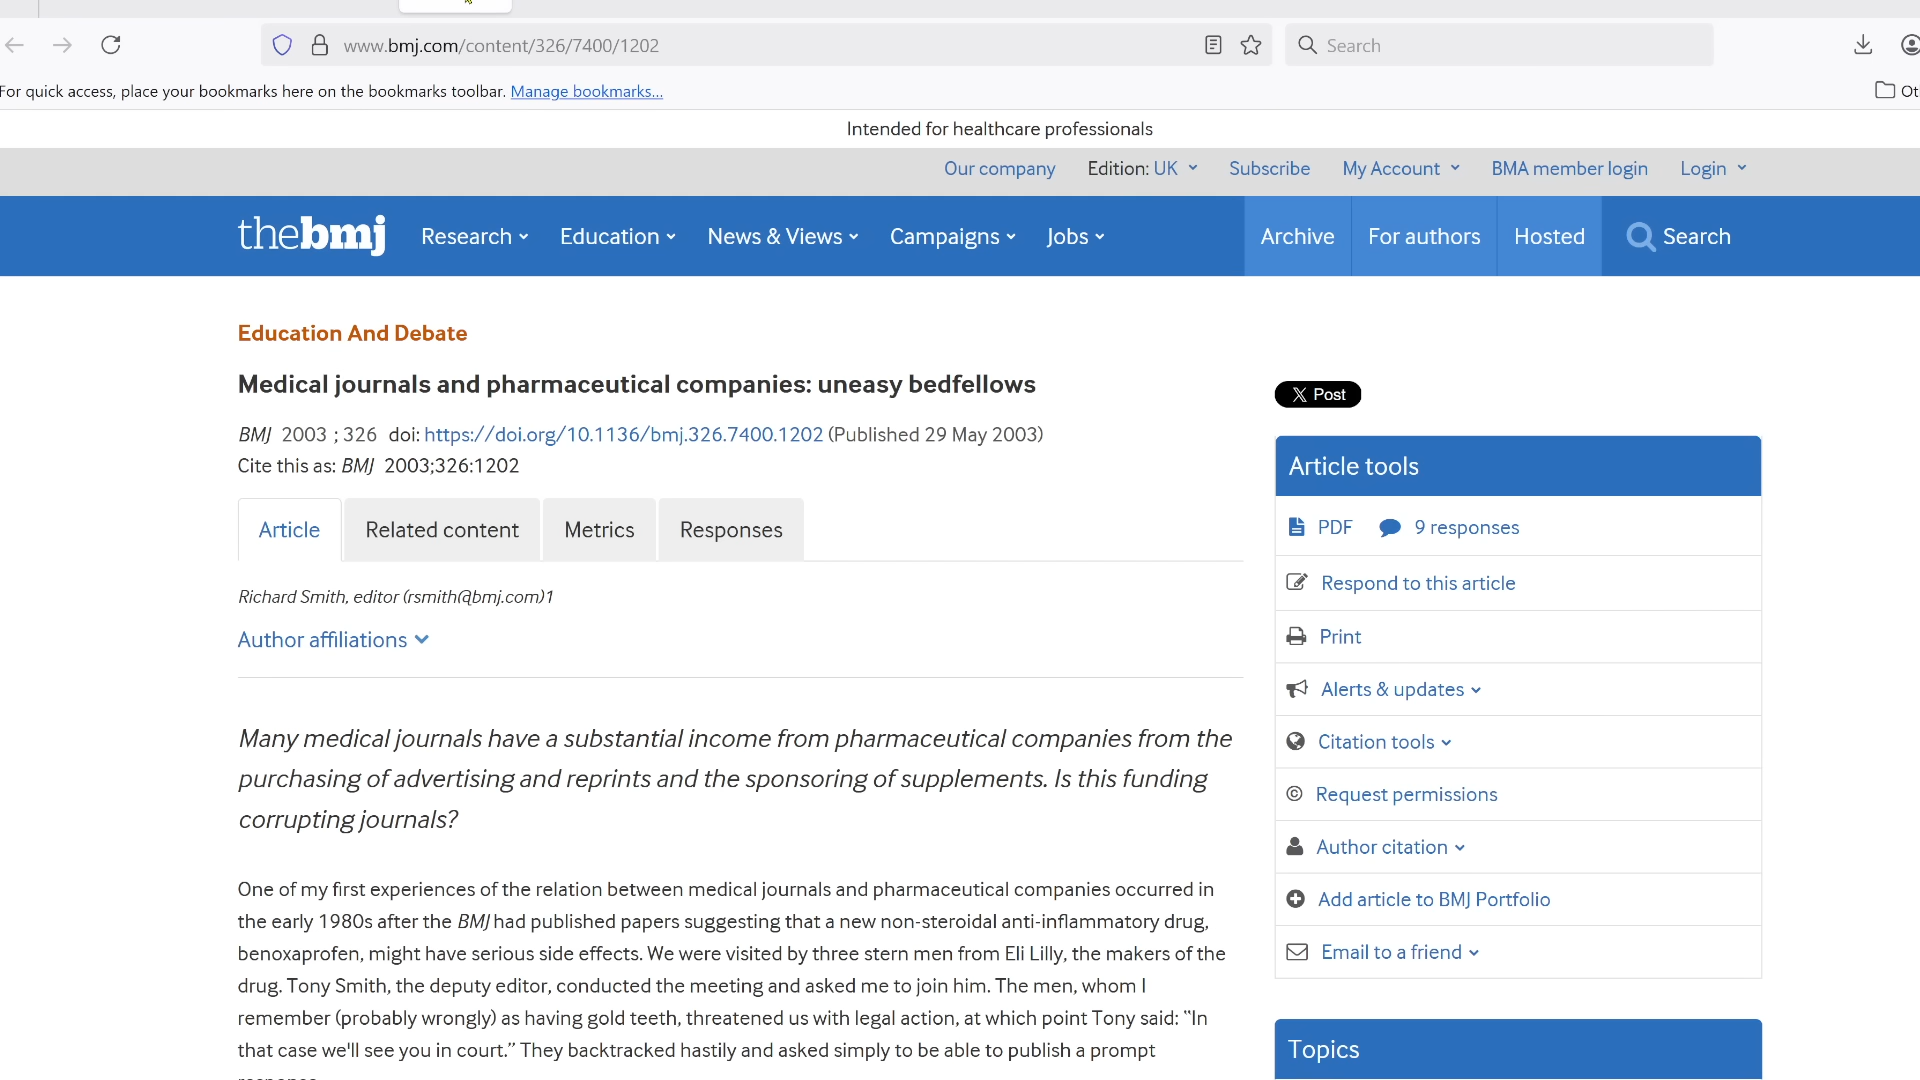 www.bmj.com/content/326/7400/1202
Search
For quick access, place your bookmarks here on the bookmarks toolbar. Manage bookmarks...
Intended for healthcare professionals
Our company Edition: UK Subscribe My Account BMA member login Login
thebmj Research Education News & Views Campaigns Jobs Archive For authors Hosted Search
Education And Debate
Medical journals and pharmaceutical companies: uneasy bedfellows
BMJ 2003 ; 326 doi: https://doi.org/10.1136/bmj.326.7400.1202 (Published 29 May 2003)
Cite this as: BMJ 2003;326:1202
Article Related content Metrics Responses
Richard Smith, editor (rsmith@bmj.com)1
Author affiliations
Many medical journals have a substantial income from pharmaceutical companies from the
purchasing of advertising and reprints and the sponsoring of supplements. Is this funding
corrupting journals?
One of my first experiences of the relation between medical journals and pharmaceutical companies occurred in
the early 1980s after the BMJ had published papers suggesting that a new non-steroidal anti-inflammatory drug,
benoxaprofen, might have serious side effects. We were visited by three stern men from Eli Lilly, the makers of the
drug. Tony Smith, the deputy editor, conducted the meeting and asked me to join him. The men, whom I
remember (probably wrongly) as having gold teeth, threatened us with legal action, at which point Tony said: "In
that case we'll see you in court." They backtracked hastily and asked simply to be able to publish a prompt
X Post
Article tools
PDF 9 responses
Respond to this article
Print
Alerts & updates
Citation tools
© Request permissions
Author citation
Add article to BMJ Portfolio
Email to a friend
Topics